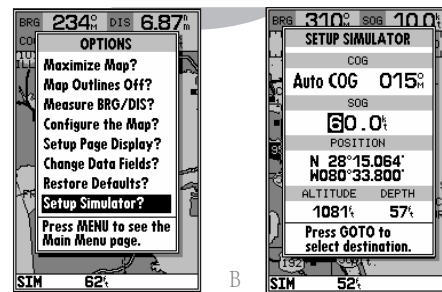 BRG 234° DIS 6.87
OPTIONS
Maximize Map?
Map Outlines Off?
Measure BRG/DIS?
Configure the Map?
Setup Page Display?
Change Data Fields?
Restore Defaults?
Setup Simulator?
Press MENU to see the
Main Menu page.
SIM 62
B
BRG 310° SOG 10.0
SETUP SIMULATOR
COG
Auto COG 015
SOG
60.0
POSITION
N 28°15.064'
W080°33.800'
ALTITUDE DEPTH
1081 57
Press GOTO to
select destination.
SIM 52